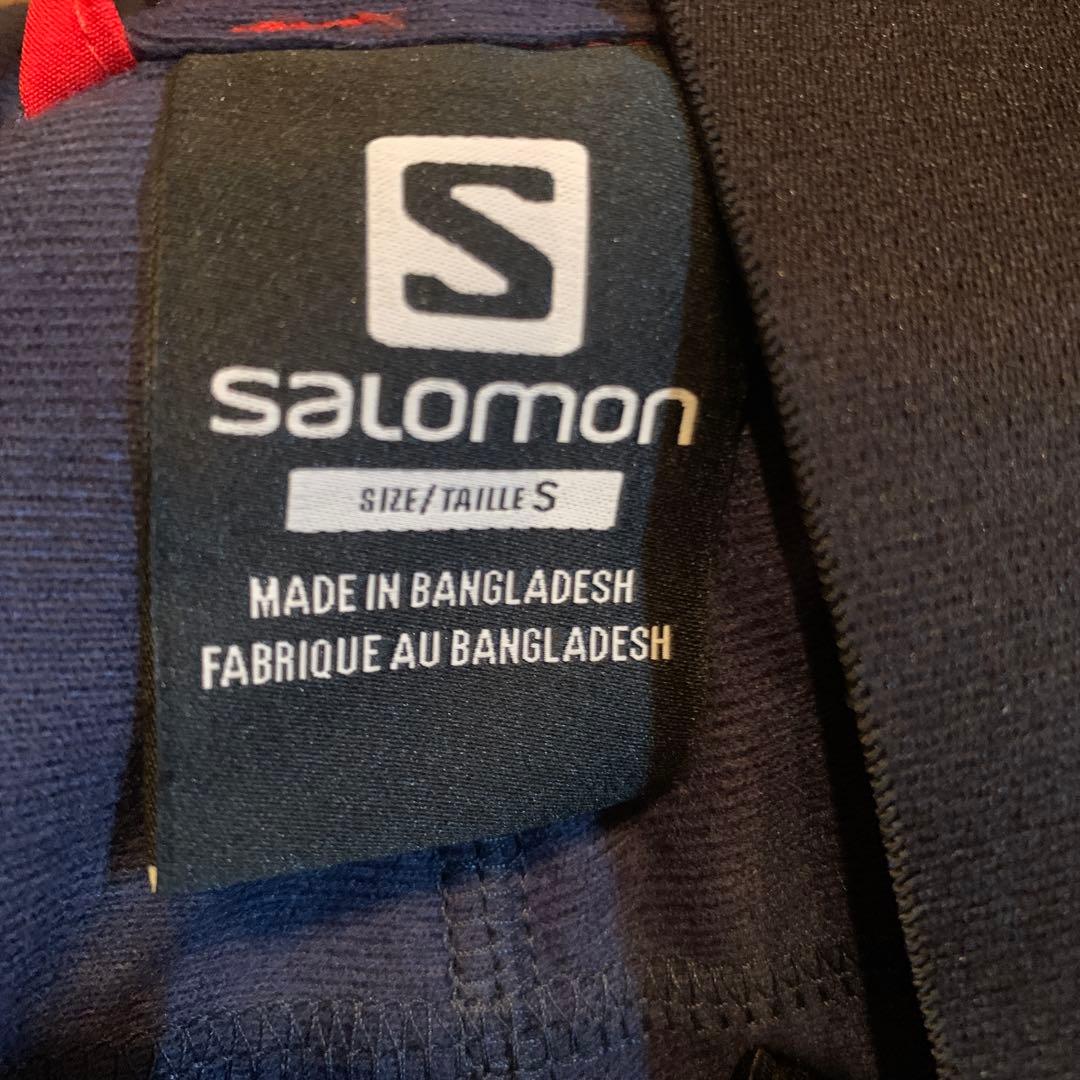 S
salomon
SIZE/TAILLE S
MADE IN BANGLADESH
FABRIQUE AU BANGLADESH